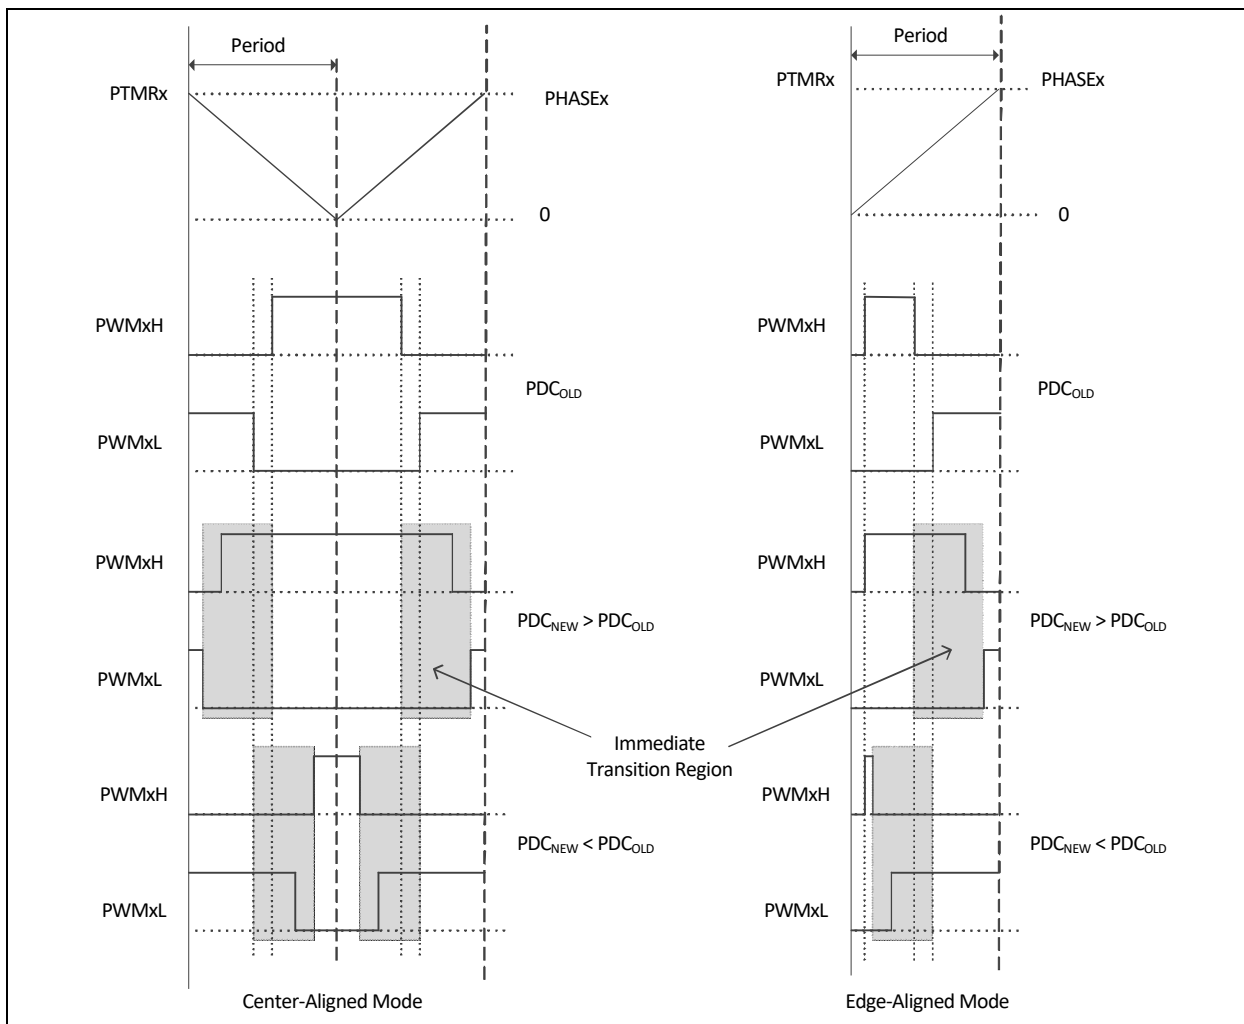 Period
Period
PTMRx
PHASEx
PTMRx
PHASEx
0
0
PWMxH
PWMxH
PDCOLD
PDCOLD
PWMxL
PWMxL
PWMxH
PWMxH
PDCNEW > PDCOLD
PDCNEW > PDCOLD
PWMxL
PWMxL
Immediate
Transition Region
PWMxH
PWMxH
PDCNEW < PDCOLD
PDCNEW < PDCOLD
PWMxL
PWMxL
Center-Aligned Mode
Edge-Aligned Mode